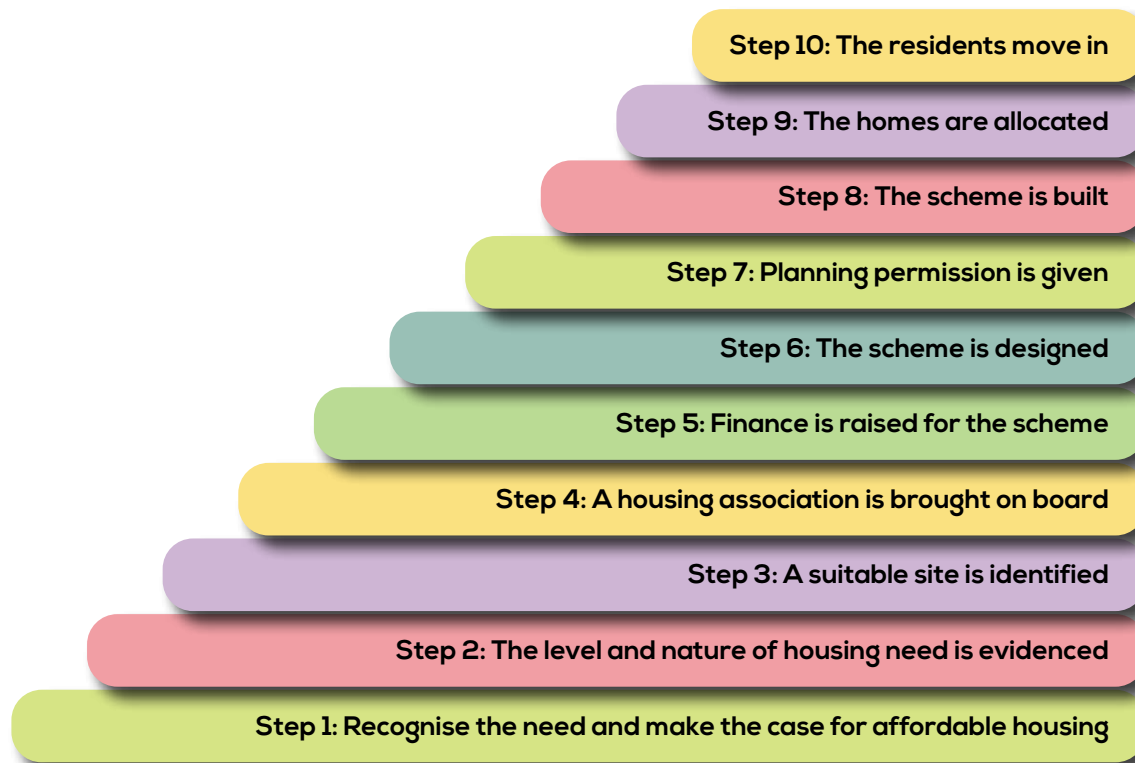 Step 10: The residents move in
Step 9: The homes are allocated
Step 8: The scheme is built
Step 7: Planning permission is given
Step 6: The scheme is designed
Step 5: Finance is raised for the scheme
Step 4: A housing association is brought on board
Step 3: A suitable site is identified
Step 2: The level and nature of housing need is evidenced
Step 1: Recognise the need and make the case for affordable housing